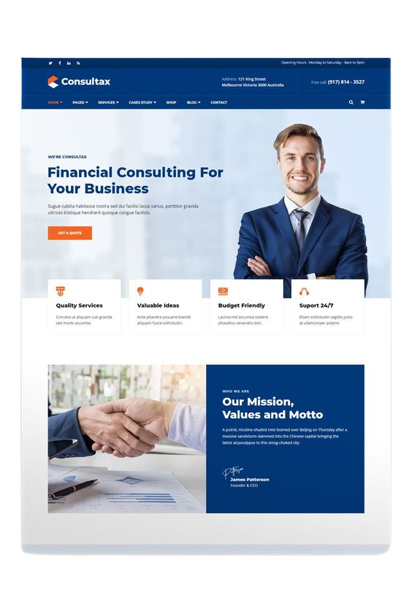 Opening Hours : Monday to Saturday - 8am to 9pm
Consultax
Address: 121 King Street
Melbourne Victoria 3000 Australia
Free call: (917) 814 - 3527
HOME PAGES SERVICES CASES STUDY SHOP BLOG CONTACT
WE'RE CONSULTAX
Financial Consulting For
Your Business
Sugue cubilia habitasse nostra sed dui facilisi lacus varius, porttitor gravida
ultrices tristique hendrerit quisque congue facilisis.
GET A QUOTE
Quality Services
Conubia ut aliquam sub gravida
sed morbi accumsa.
Valuable Ideas
Ante pharetra posuere blandit
aliquam fusce sollicitudin.
Budget Friendly
Lacinia nisl accumsa sceleris
phasellus venenatis dion.
Suport 24/7
Etiam sollicitudin sagittis justo
at ullamcorper potenti.
WHO WE ARE
Our Mission,
Values and Motto
A putrid, nicotine-shaded mist loomed over Beijing on Thursday after a
massive sandstorm slammed into the Chinese capital bringing the
latest airpocalypse to this smog-choked city.
James Patterson
Founder & CEO